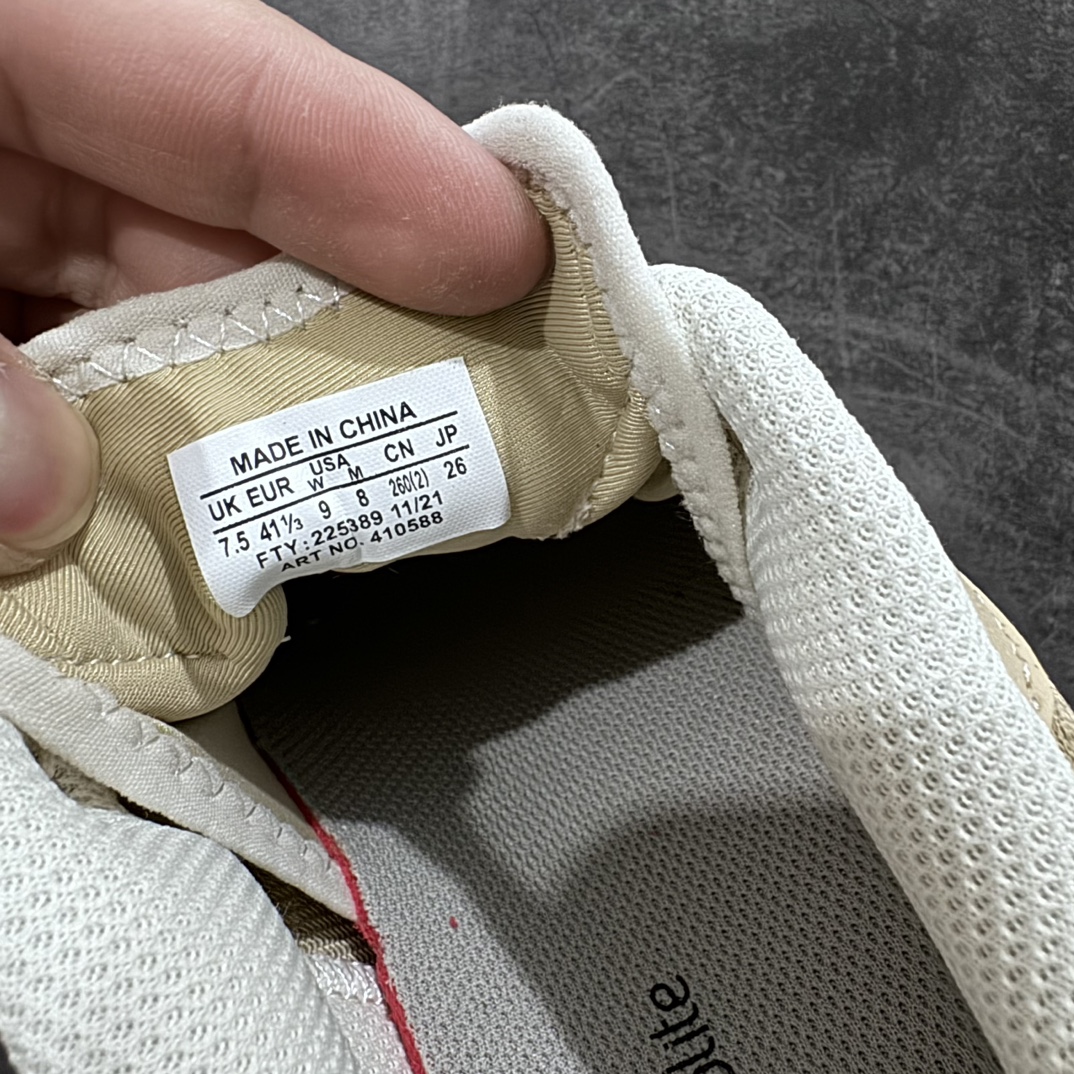 MADE IN CHINA
UK EUR USA W M CN JP
7.5 41⅓ 9 8 260(2) 26
FTY:225389 11/21
ART NO. 410588